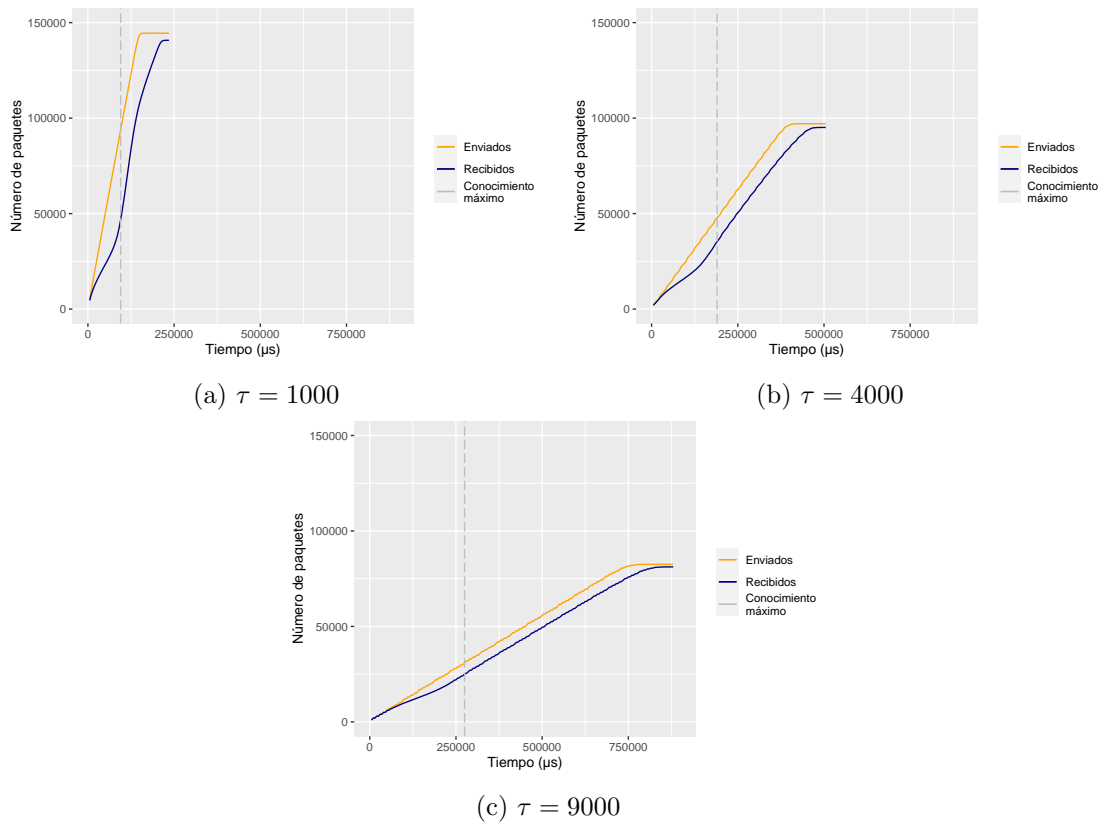 150000
100000
50000
0
Número de paquetes
0 250000 500000 750000
Tiempo (µs)
Enviados
Recibidos
Conocimiento
máximo
(a) τ = 1000
150000
100000
50000
0
Número de paquetes
0 250000 500000 750000
Tiempo (µs)
Enviados
Recibidos
Conocimiento
máximo
(b) τ = 4000
150000
100000
50000
0
Número de paquetes
0 250000 500000 750000
Tiempo (µs)
Enviados
Recibidos
Conocimiento
máximo
(c) τ = 9000